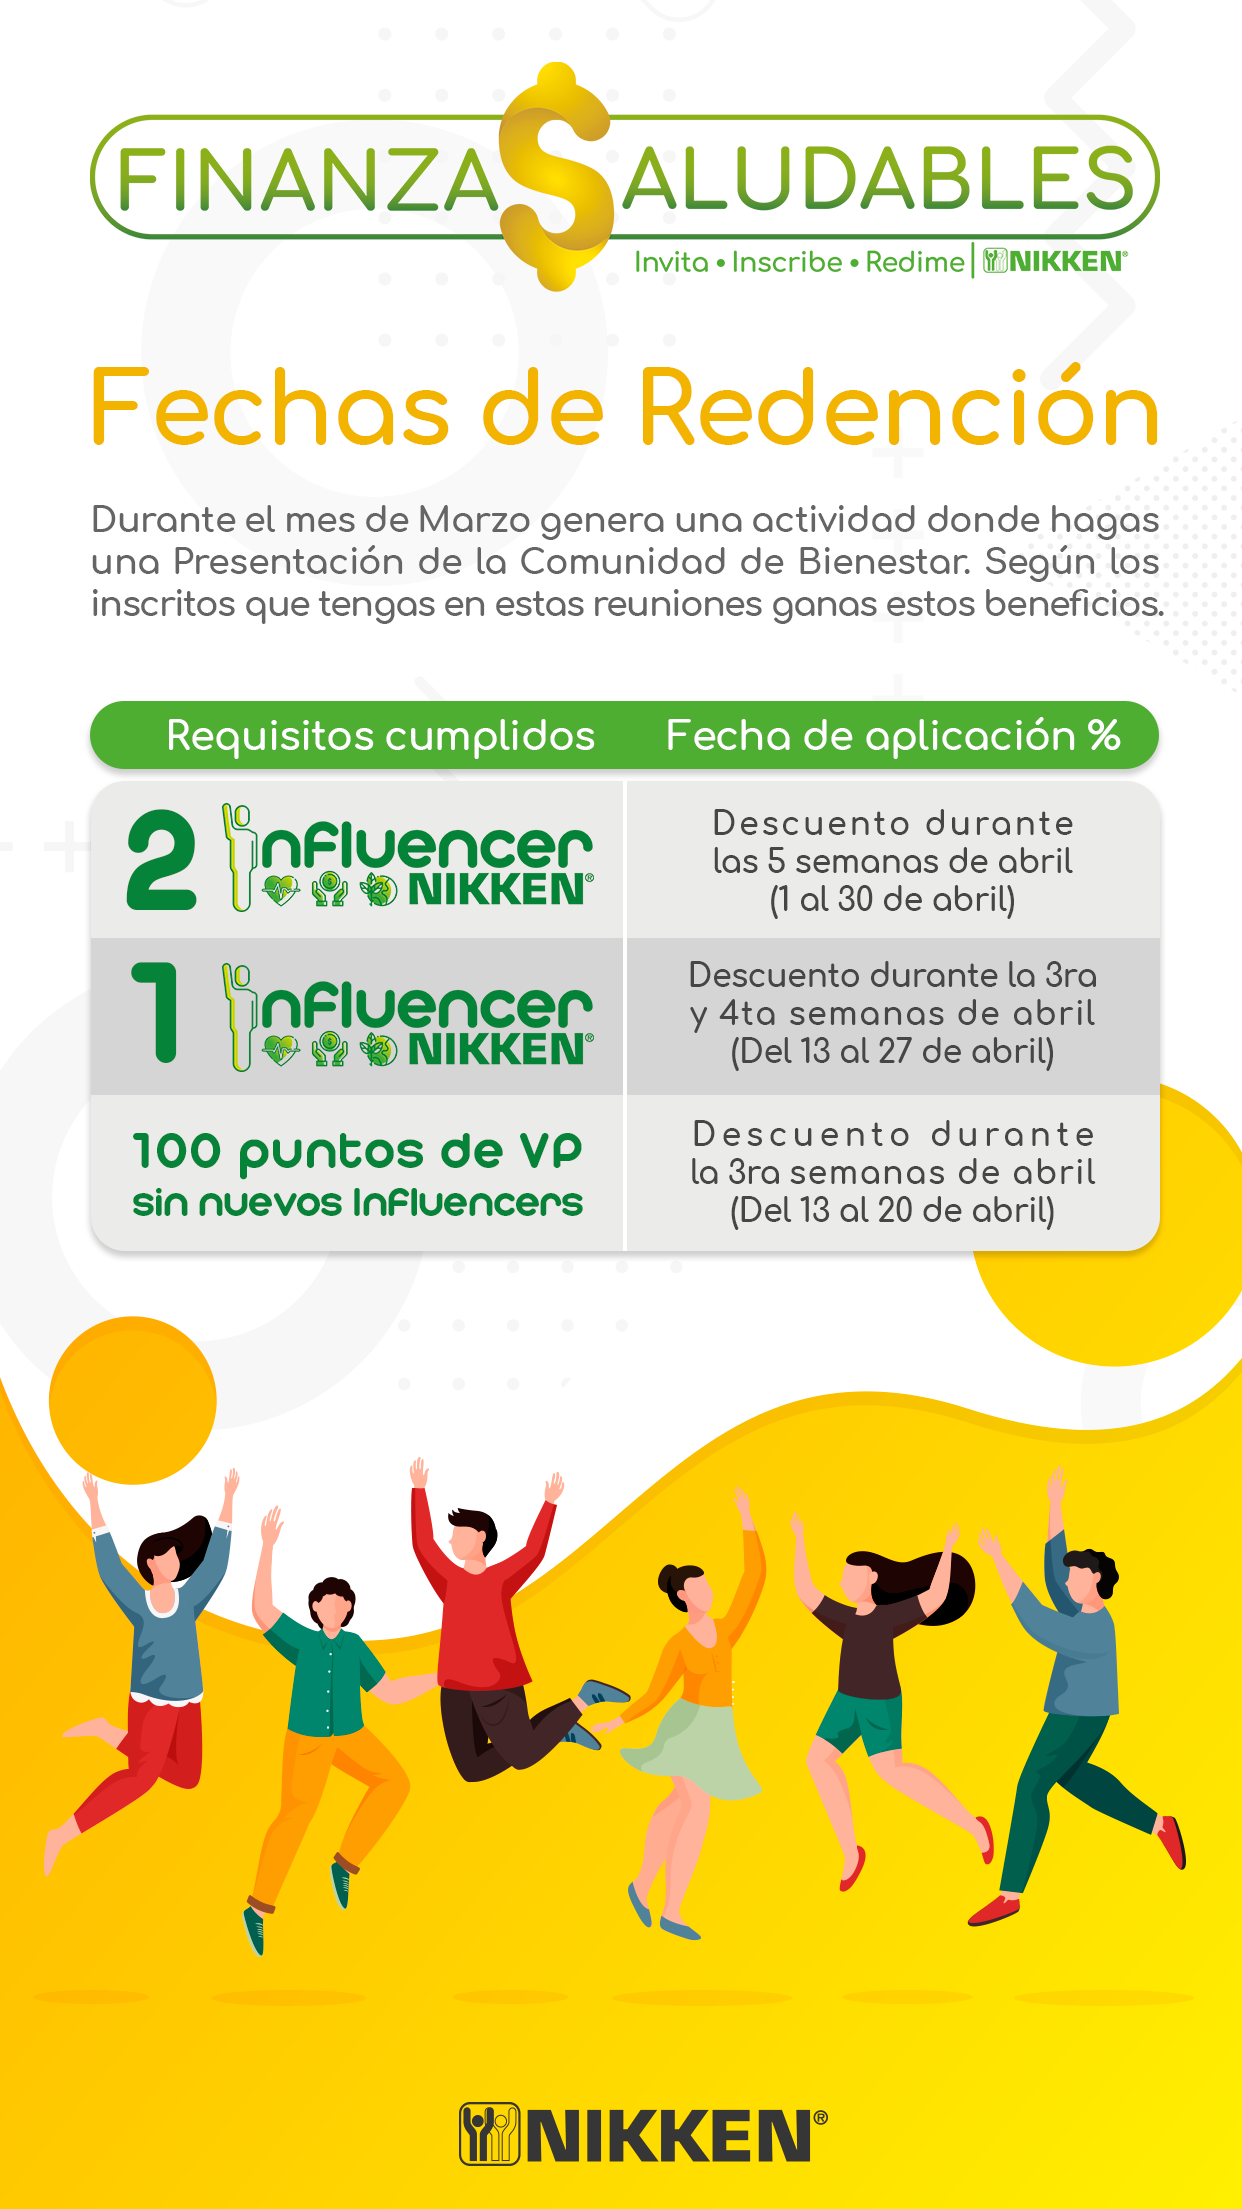 FINANZA$ALUDABLES
Invita • Inscribe • Redime | NIKKEN®
Fechas de Redención
Durante el mes de Marzo genera una actividad donde hagas
una Presentación de la Comunidad de Bienestar. Según los
inscritos que tengas en estas reuniones ganas estos beneficios.
Requisitos cumplidos Fecha de aplicación %
2 Influencer
NIKKEN®
Descuento durante
las 5 semanas de abril
(1 al 30 de abril)
1 Influencer
NIKKEN®
Descuento durante la 3ra
y 4ta semanas de abril
(Del 13 al 27 de abril)
100 puntos de VP
sin nuevos Influencers
Descuento durante
la 3ra semanas de abril
(Del 13 al 20 de abril)
NIKKEN®